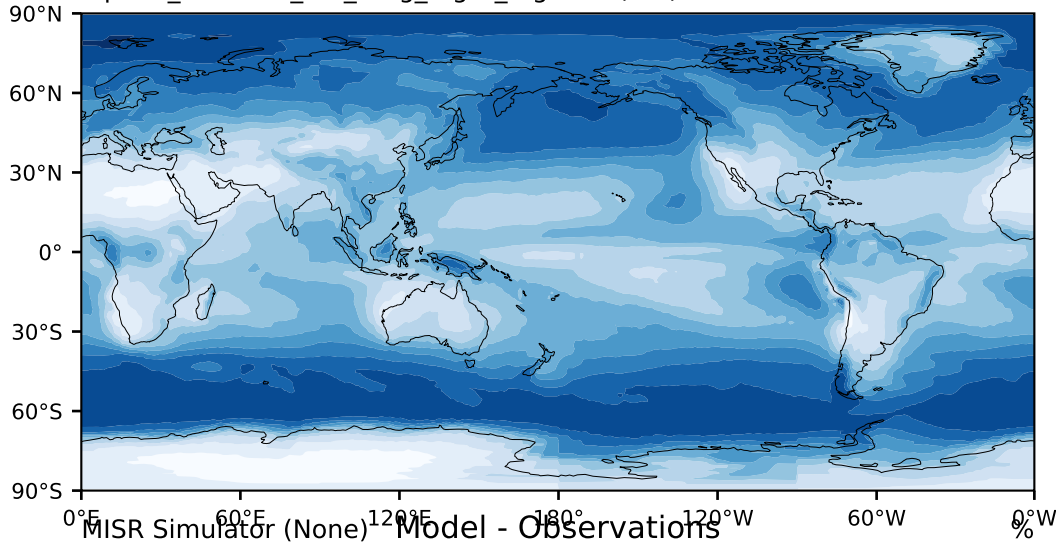 90°N
60°N
30°N
0°
30°S
60°S
90°S
0°E 60°E 120°E 180° 120°W 60°W 0°W
MISR Simulator (None) Model - Observations %